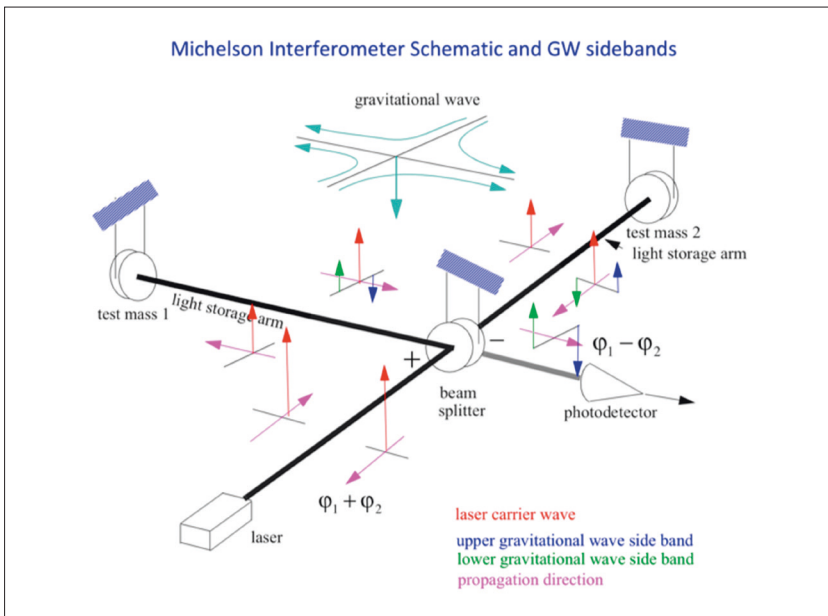 Michelson Interferometer Schematic and GW sidebands
gravitational wave
test mass 2
light storage arm
test mass 1
light storage arm
+
−
φ₁ − φ₂
beam
splitter
photodetector
φ₁ + φ₂
laser
laser carrier wave
upper gravitational wave side band
lower gravitational wave side band
propagation direction